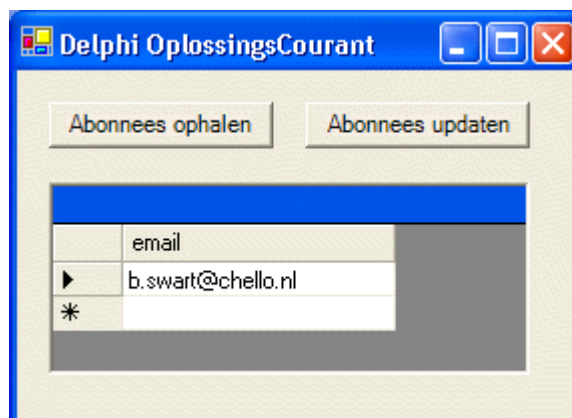 Delphi OplossingsCourant
Abonnees ophalen Abonnees updaten
email
b.swart@chello.nl